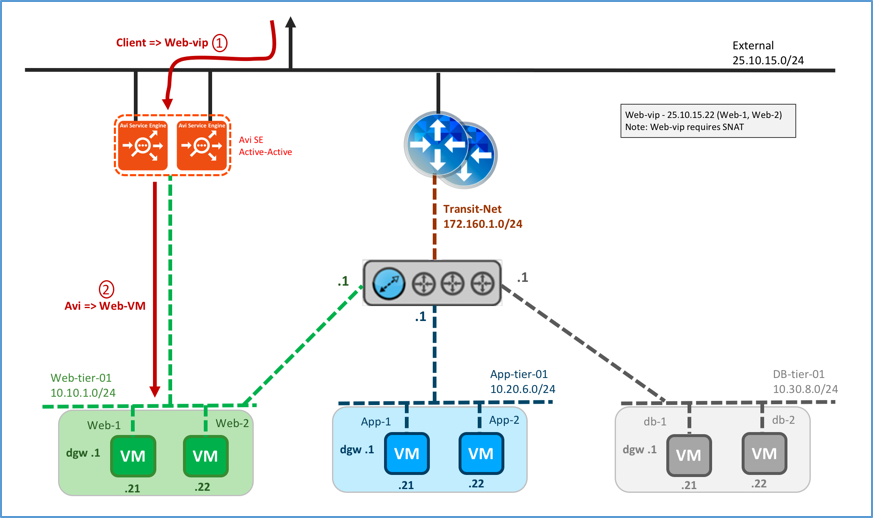 Client => Web-vip 1
External
25.10.15.0/24
Avi Service Engine
Avi Service Engine
Avi SE
Active-Active
Web-vip - 25.10.15.22 (Web-1, Web-2)
Note: Web-vip requires SNAT
Transit-Net
172.160.1.0/24
2
Avi => Web-VM
.1
.1
.1
Web-tier-01
10.10.1.0/24
App-tier-01
10.20.6.0/24
DB-tier-01
10.30.8.0/24
Web-1
Web-2
dgw .1
VM
VM
.21
.22
App-1
App-2
dgw .1
VM
VM
.21
.22
db-1
db-2
dgw .1
VM
VM
.21
.22